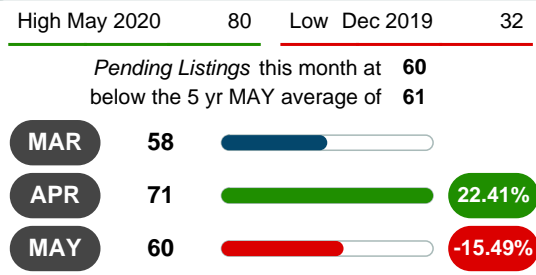 High May 2020 80 Low Dec 2019 32
Pending Listings this month at 60
below the 5 yr MAY average of 61
MAR 58
APR 71 22.41%
MAY 60 -15.49%